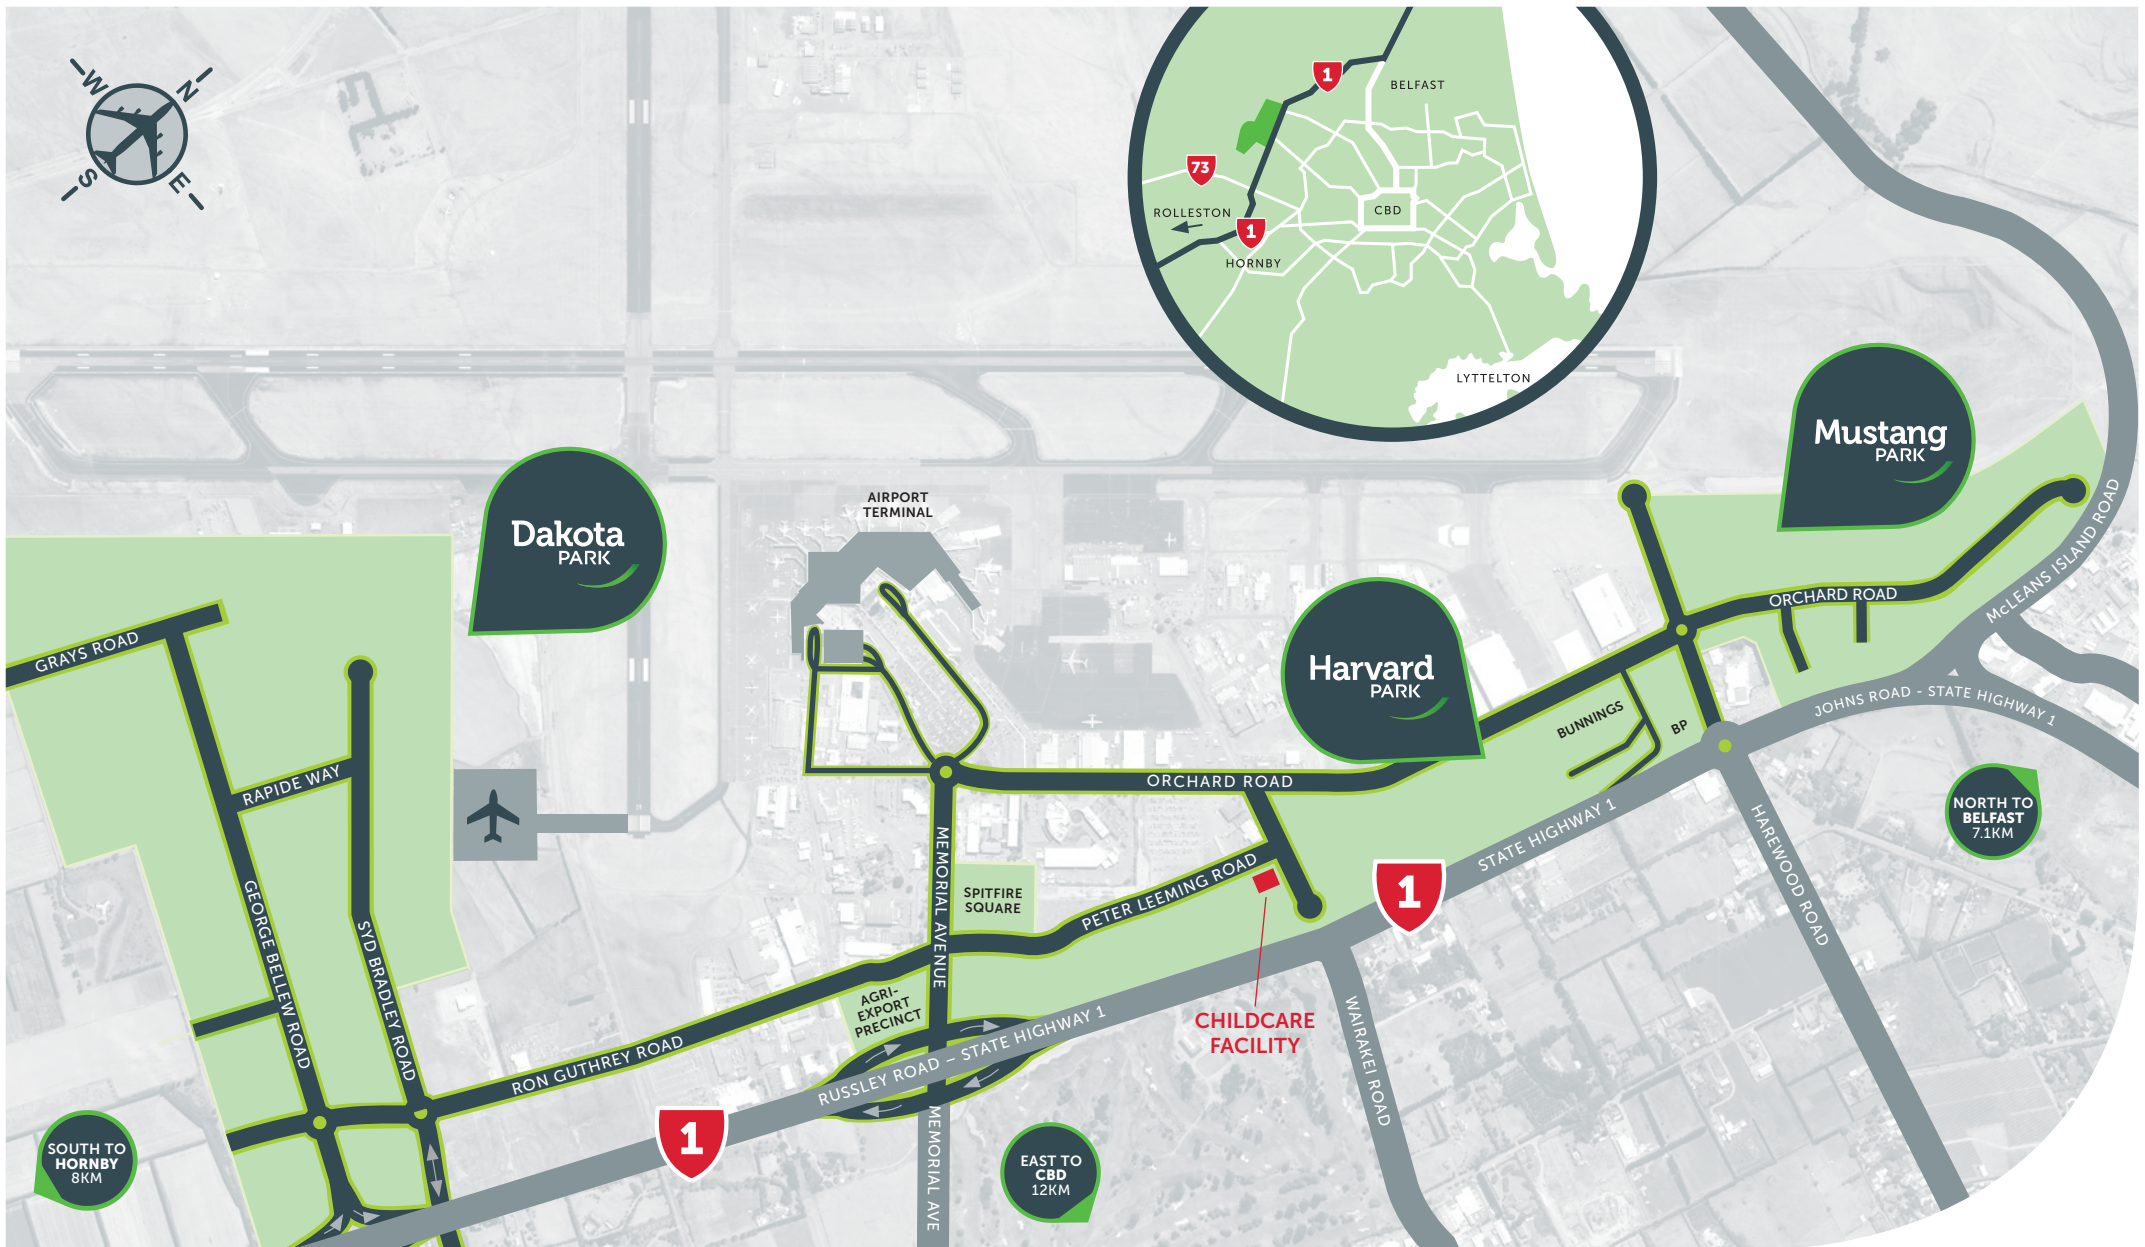 W
N
S
E
1
BELFAST
73
ROLLESTON
1
HORNBY
CBD
LYTTELTON
Mustang
PARK
Dakota
PARK
AIRPORT
TERMINAL
Harvard
PARK
ORCHARD ROAD
McLEANS ISLAND ROAD
JOHNS ROAD - STATE HIGHWAY 1
BUNNINGS
BP
GRAYS ROAD
RAPIDE WAY
ORCHARD ROAD
NORTH TO
BELFAST
7.1KM
STATE HIGHWAY 1
HAREWOOD ROAD
1
MEMORIAL AVENUE
SPITFIRE
SQUARE
PETER LEEMING ROAD
GEORGE BELLEW ROAD
SYD BRADLEY ROAD
AGRI-
EXPORT
PRECINCT
CHILDCARE
FACILITY
WAIRAKEI ROAD
RON GUTHREY ROAD
RUSSLEY ROAD – STATE HIGHWAY 1
1
MEMORIAL AVE
SOUTH TO
HORNBY
8KM
EAST TO
CBD
12KM